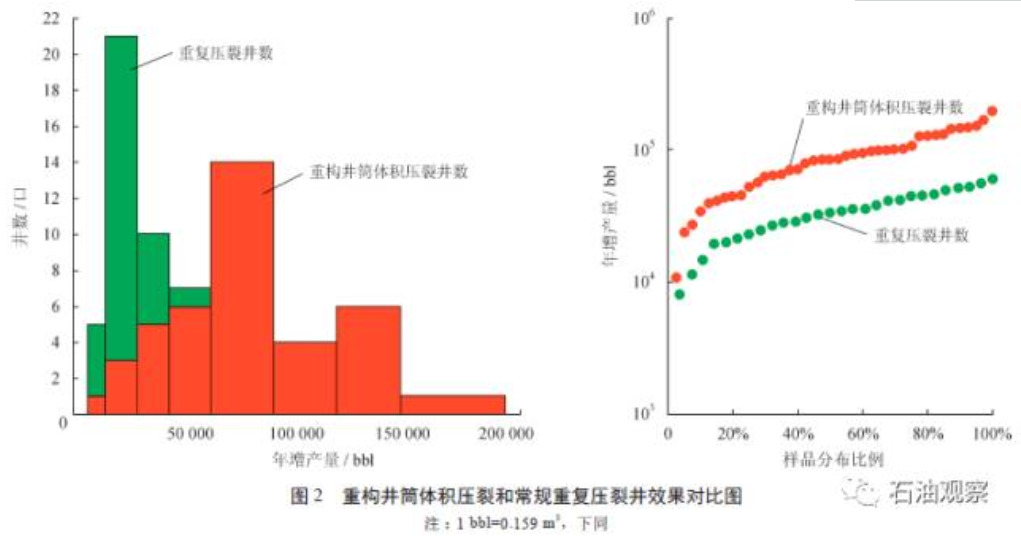 22
20
18
16
14
12
10
8
6
4
2
0
井数 / 口
重复压裂井数
重构井筒体积压裂井数
50 000
100 000
150 000
200 000
年增产量 / bbl
10⁶
10⁵
10⁴
10³
年增产量 / bbl
重构井筒体积压裂井数
重复压裂井数
0
20%
40%
60%
80%
100%
样品分布比例
图 2 重构井筒体积压裂和常规重复压裂井效果对比图
注：1 bbl=0.159 m³，下同
石油观察